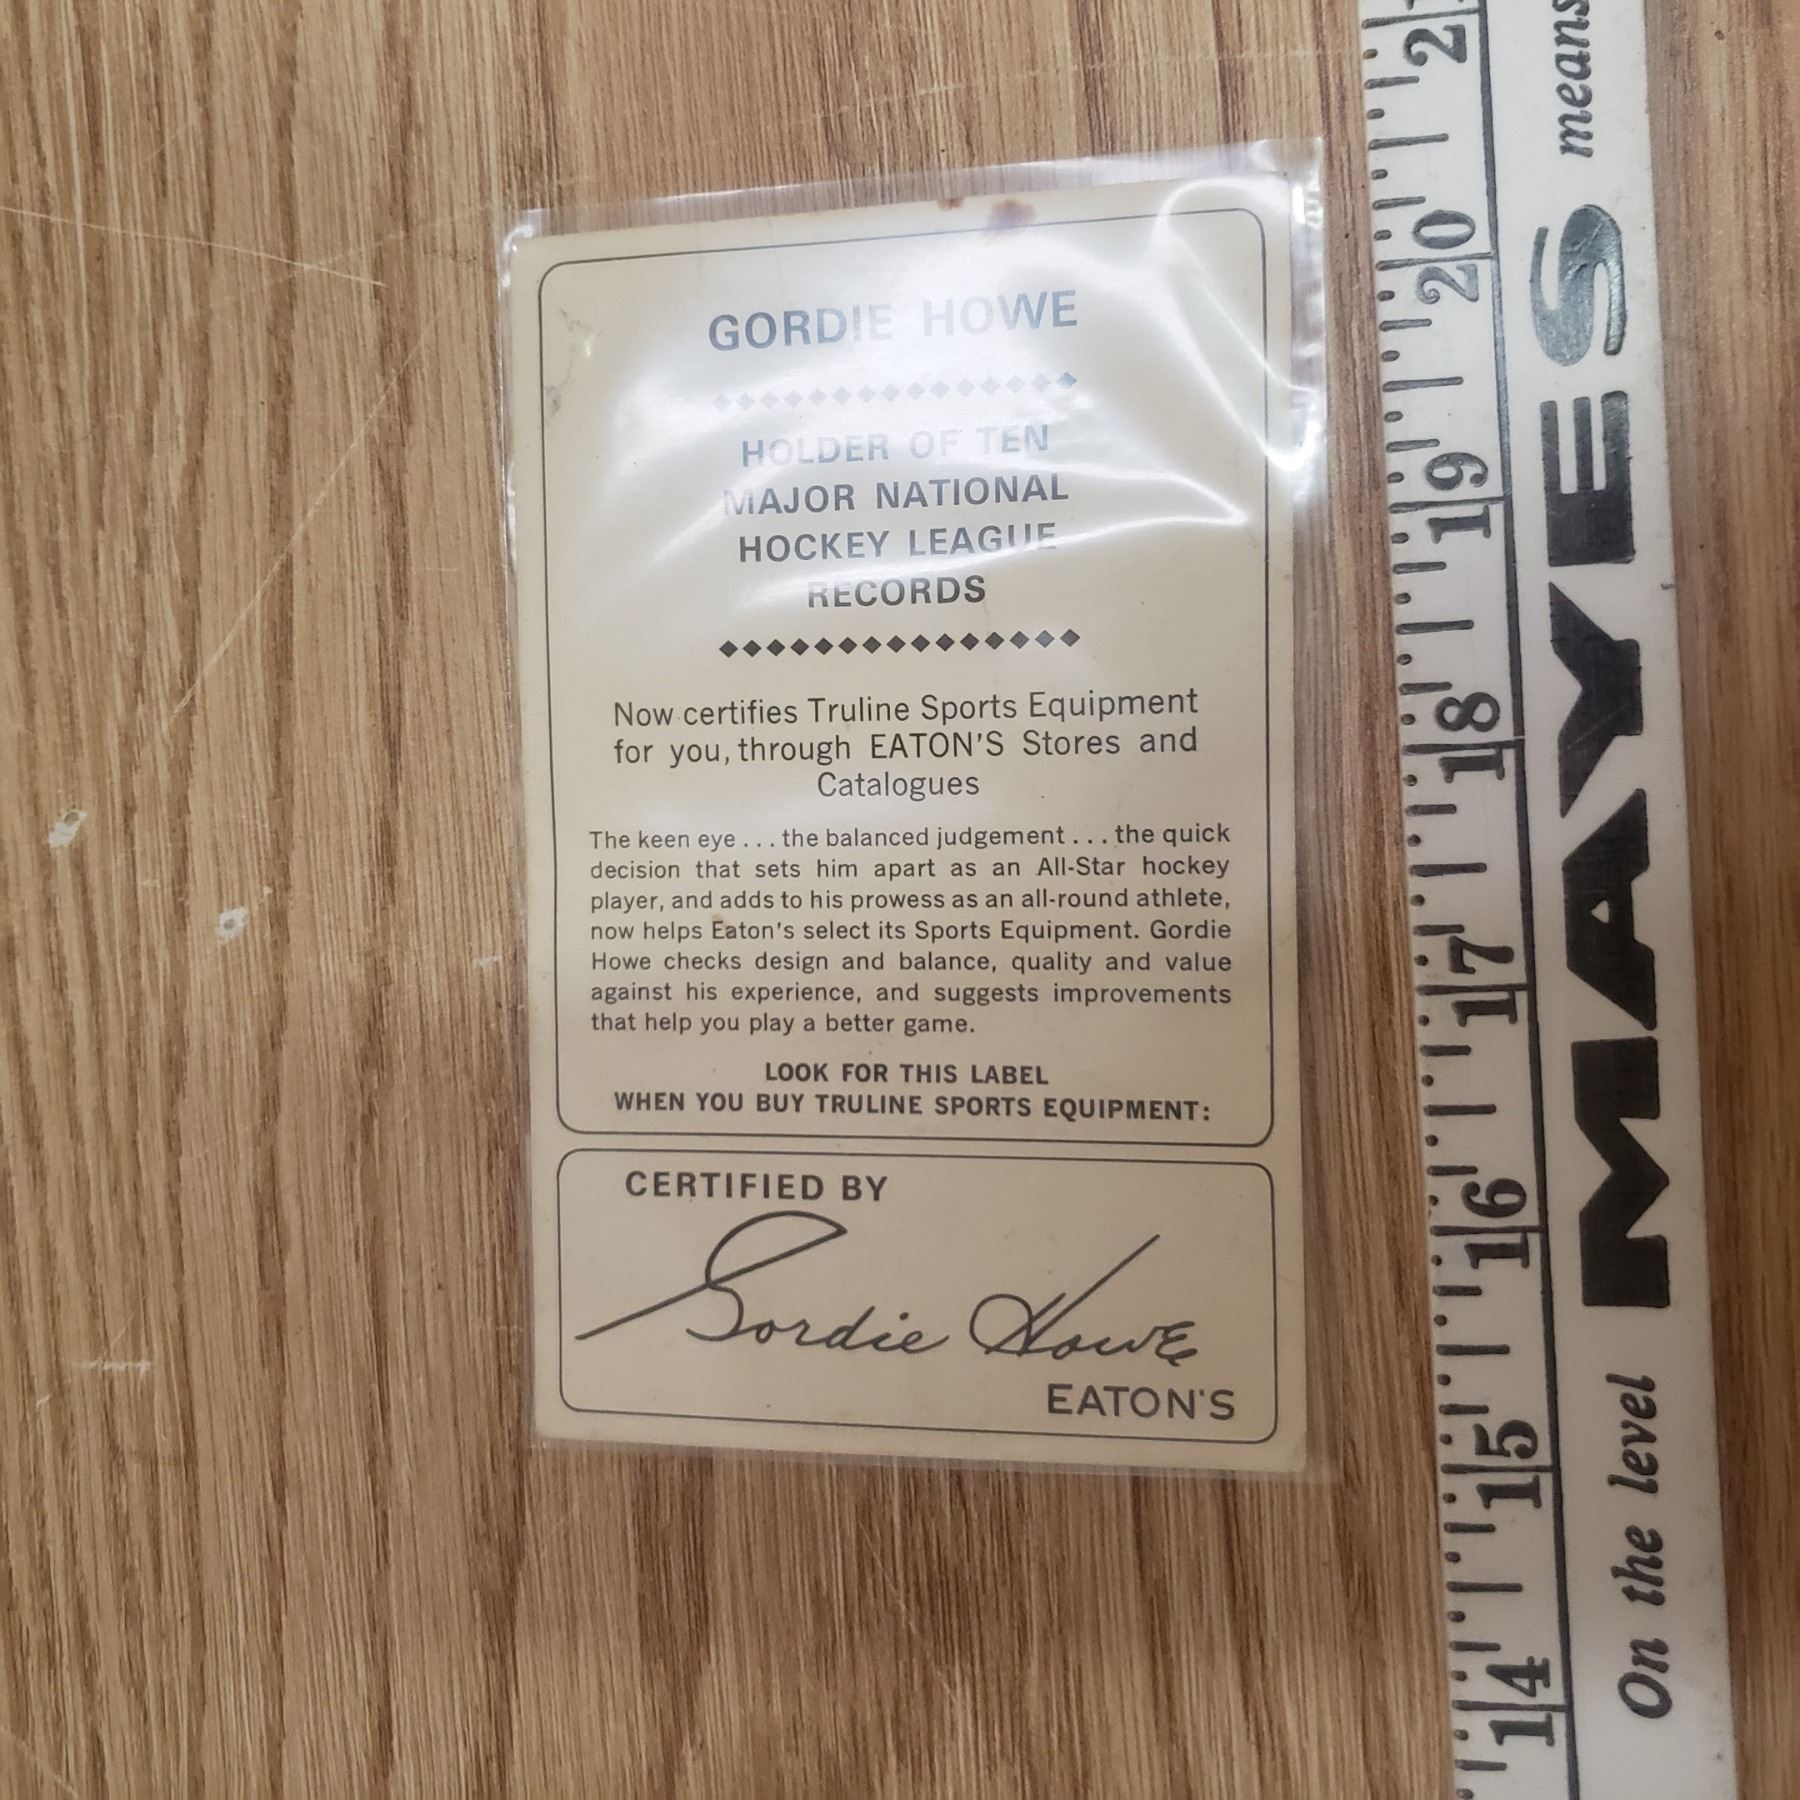 GORDIE HOWE
HOLDER OF TEN
MAJOR NATIONAL
HOCKEY LEAGUE
RECORDS
Now certifies Truline Sports Equipment
for you, through EATON'S Stores and
Catalogues
The keen eye . . . the balanced judgement . . . the quick
decision that sets him apart as an All-Star hockey
player, and adds to his prowess as an all-round athlete,
now helps Eaton's select its Sports Equipment. Gordie
Howe checks design and balance, quality and value
against his experience, and suggests improvements
that help you play a better game.
LOOK FOR THIS LABEL
WHEN YOU BUY TRULINE SPORTS EQUIPMENT:
CERTIFIED BY
Gordie Howe
EATON'S
14 15 16 17 18 19 20
On the level MAYES means